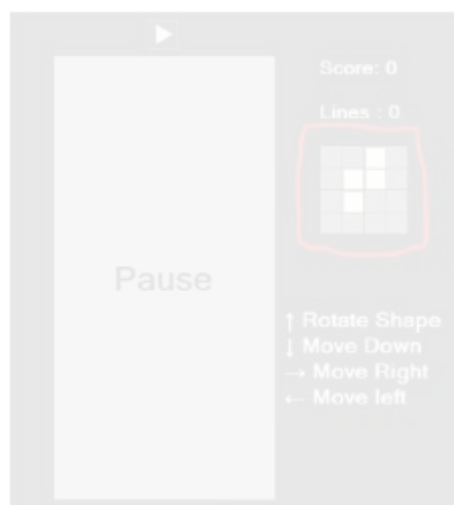 Score: 0
Lines : 0
Pause
↑ Rotate Shape
↓ Move Down
→ Move Right
← Move left